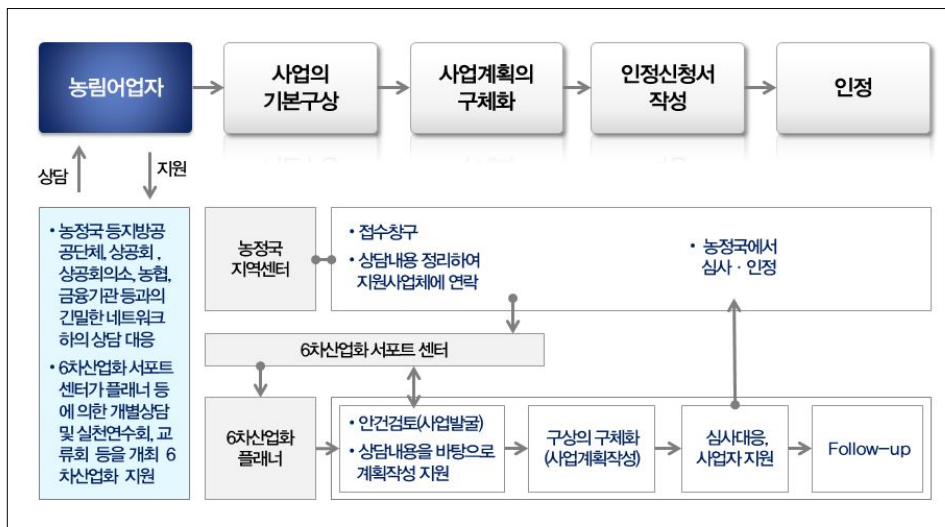 농림어업자
사업의
기본구상
사업계획의
구체화
인정신청서
작성
인정
상담
지원
• 농정국 등지방공
공단체, 상공회 ,
상공회의소, 농협,
금융기관 등과의
긴밀한 네트워크
하의 상담 대응
• 6차산업화 서포트
센터가 플래너 등
에 의한 개별상담
및 실천연수회, 교
류회 등을 개최 6
차산업화 지원
농정국
지역센터
• 접수창구
• 상담내용 정리하여
지원사업체에 연락
• 농정국에서
심사 · 인정
6차산업화 서포트 센터
6차산업화
플래너
• 안건검토(사업발굴)
• 상담내용을 바탕으로
계획작성 지원
구상의 구체화
(사업계획작성)
심사대응,
사업자 지원
Follow-up